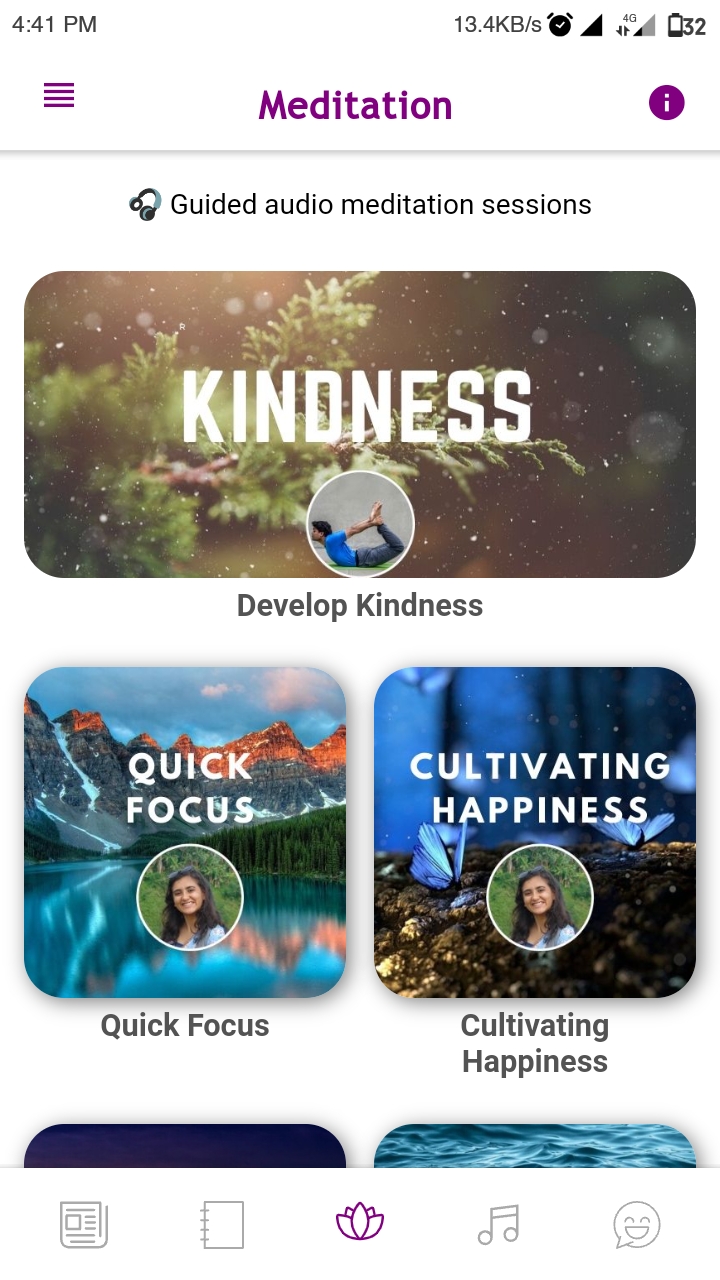 4:41 PM
13.4KB/s 4G 32
Meditation
Guided audio meditation sessions
KINDNESS
Develop Kindness
QUICK
FOCUS
Quick Focus
CULTIVATING
HAPPINESS
Cultivating
Happiness